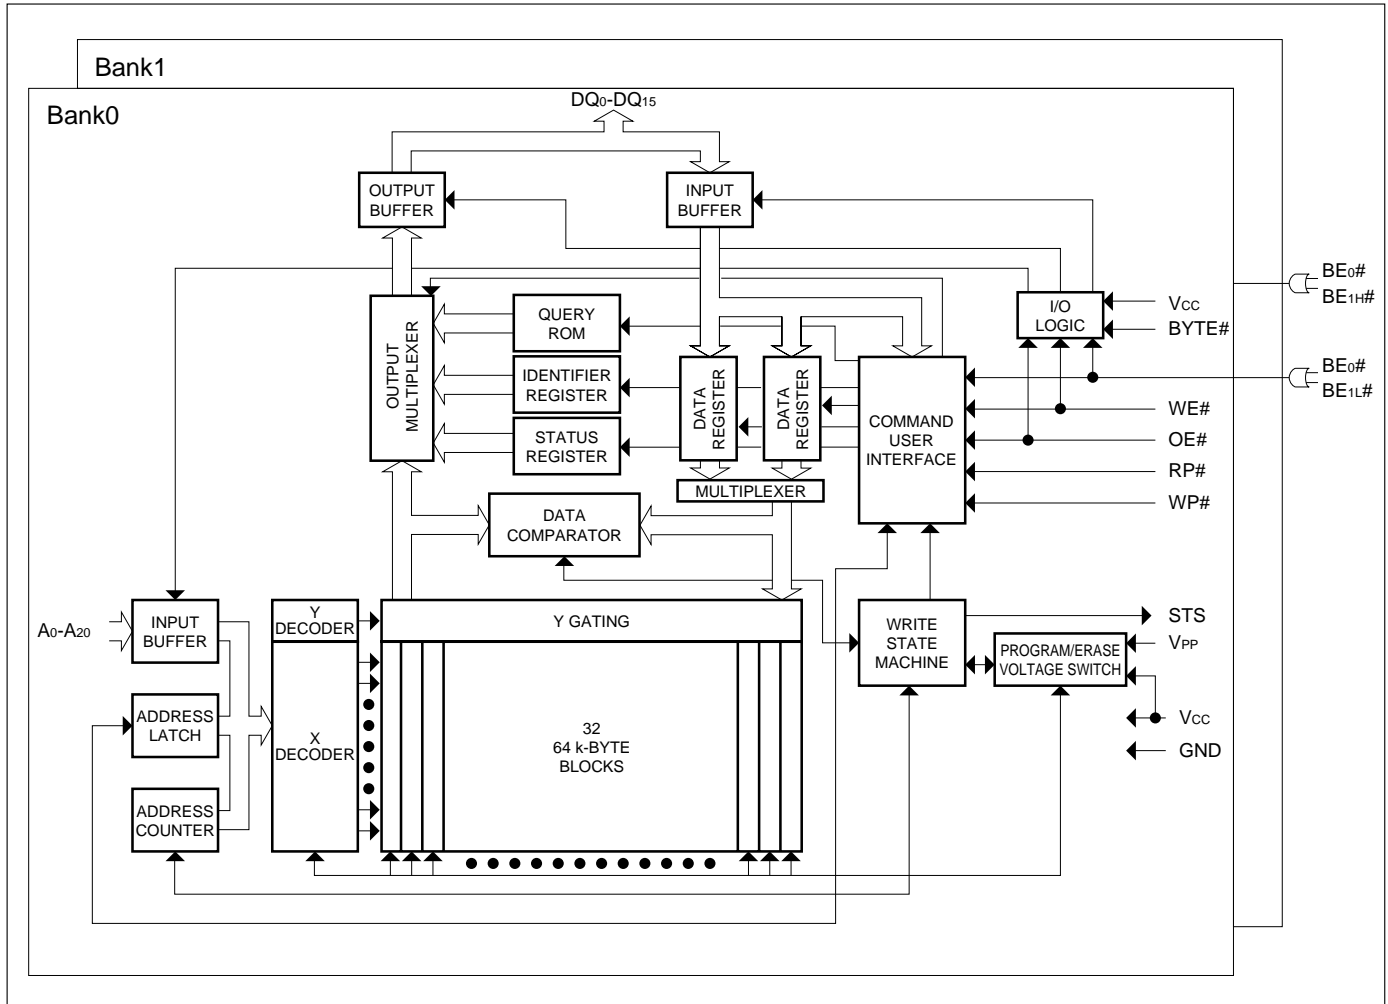 Bank1
Bank0
DQ0-DQ15
OUTPUT
BUFFER
INPUT
BUFFER
BE0#
BE1H#
I/O
LOGIC
VCC
BYTE#
OUTPUT
MULTIPLEXER
QUERY
ROM
IDENTIFIER
REGISTER
STATUS
REGISTER
DATA
REGISTER
DATA
REGISTER
COMMAND
USER
INTERFACE
BE0#
BE1L#
WE#
OE#
RP#
WP#
MULTIPLEXER
DATA
COMPARATOR
A0-A20
INPUT
BUFFER
Y
DECODER
Y GATING
WRITE
STATE
MACHINE
STS
VPP
PROGRAM/ERASE
VOLTAGE SWITCH
VCC
GND
ADDRESS
LATCH
X
DECODER
32
64 k-BYTE
BLOCKS
ADDRESS
COUNTER